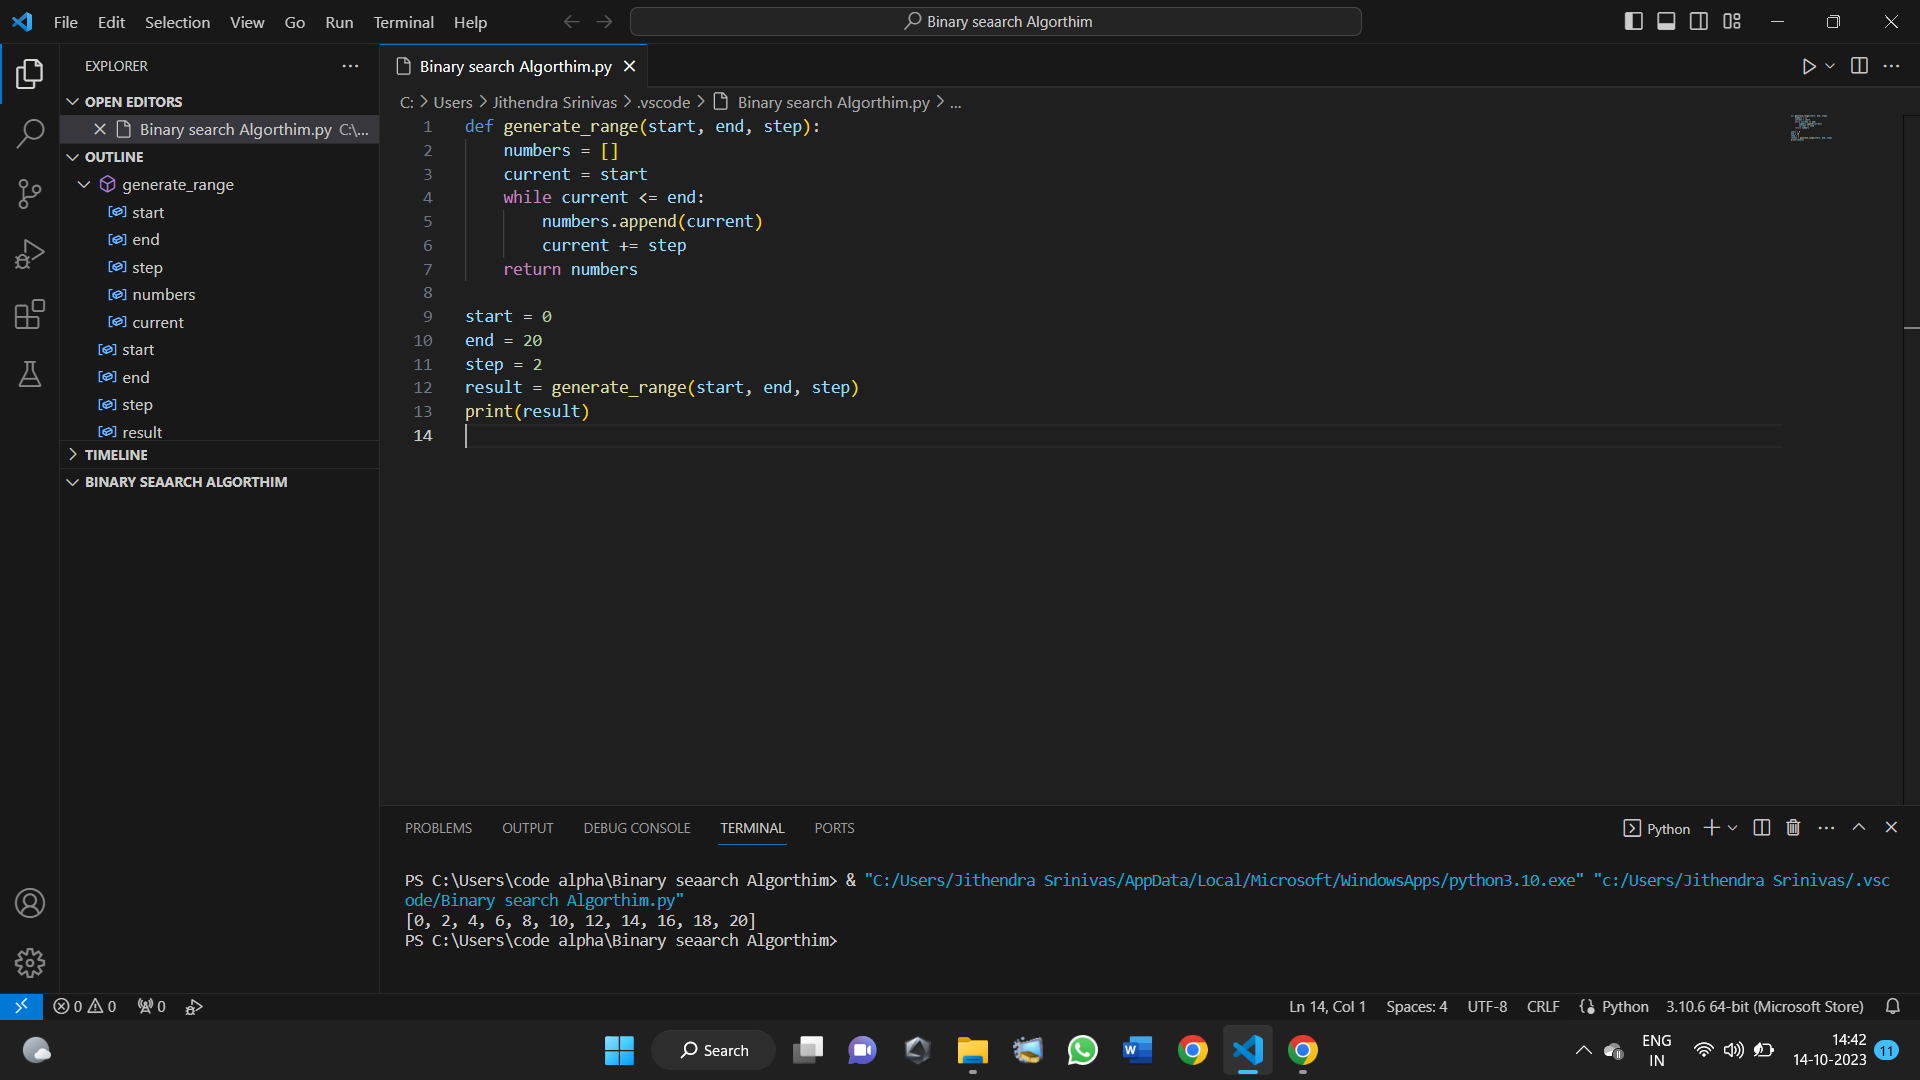 File Edit Selection View Go Run Terminal Help
Binary seaarch Algorthim
EXPLORER
OPEN EDITORS
Binary search Algorthim.py C:\...
OUTLINE
generate_range
start
end
step
numbers
current
start
end
step
result
TIMELINE
BINARY SEAARCH ALGORTHIM
Binary search Algorthim.py
C: > Users > Jithendra Srinivas > .vscode > Binary search Algorthim.py > ...
1 def generate_range(start, end, step):
2 numbers = []
3 current = start
4 while current <= end:
5 numbers.append(current)
6 current += step
7 return numbers
8
9 start = 0
10 end = 20
11 step = 2
12 result = generate_range(start, end, step)
13 print(result)
14
PROBLEMS OUTPUT DEBUG CONSOLE TERMINAL PORTS
Python
PS C:\Users\code alpha\Binary seaarch Algorthim> & "C:/Users/Jithendra Srinivas/AppData/Local/Microsoft/WindowsApps/python3.10.exe" "c:/Users/Jithendra Srinivas/.vsc
ode/Binary search Algorthim.py"
[0, 2, 4, 6, 8, 10, 12, 14, 16, 18, 20]
PS C:\Users\code alpha\Binary seaarch Algorthim>
0 0 0
Ln 14, Col 1 Spaces: 4 UTF-8 CRLF Python 3.10.6 64-bit (Microsoft Store)
Search
ENG
IN
14:42
14-10-2023
11